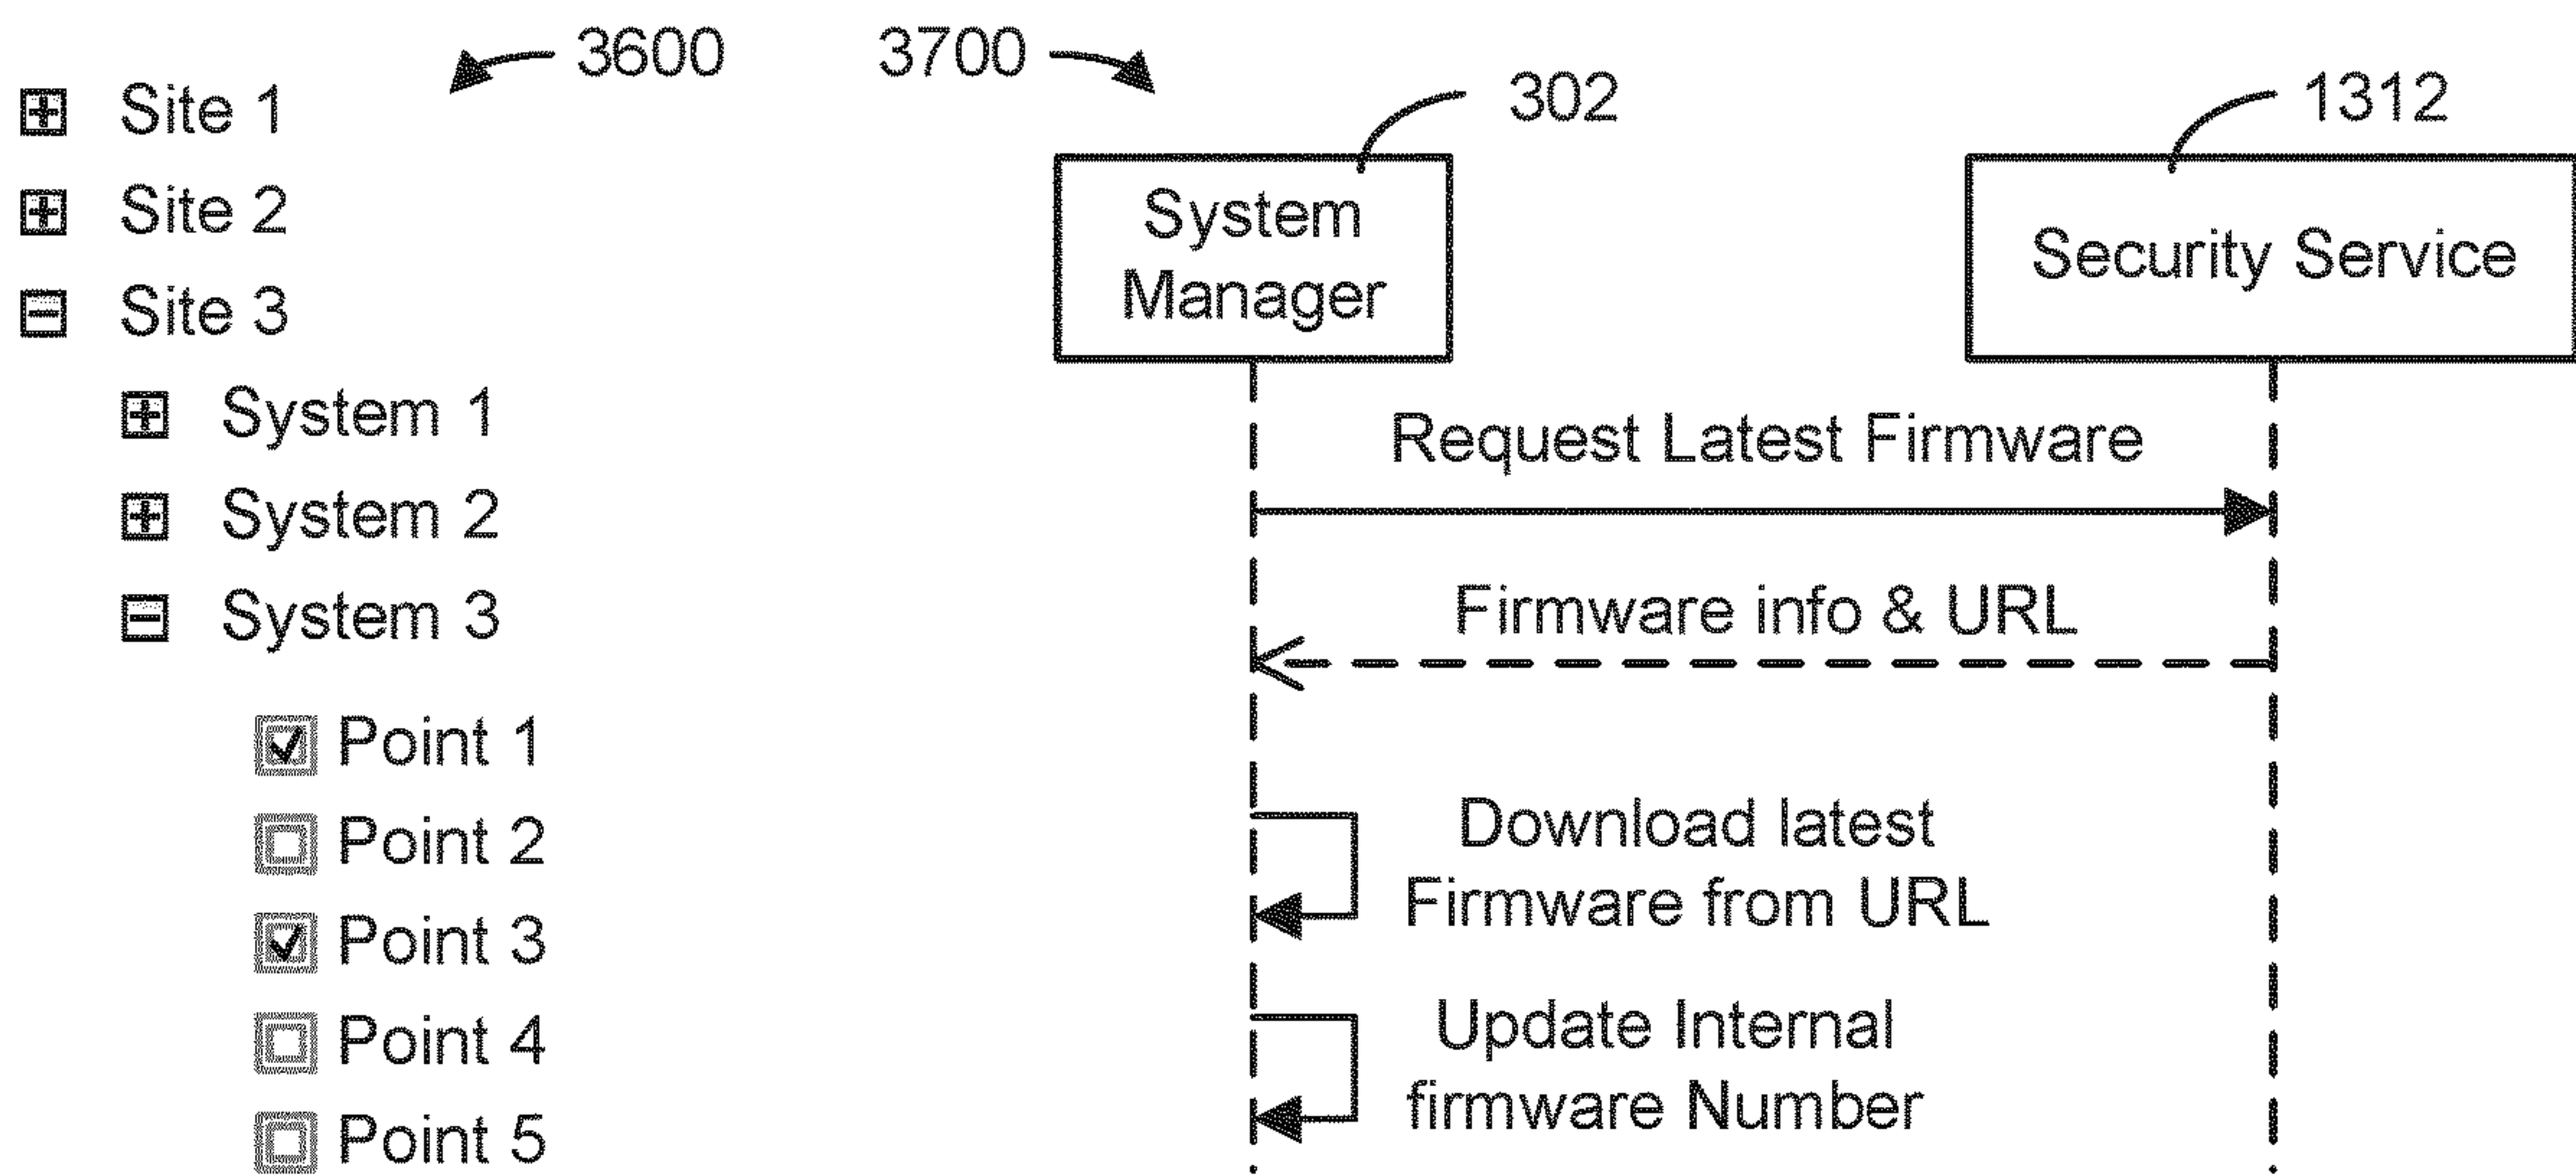 3600
Site 1
Site 2
Site 3
System 1
System 2
System 3
Point 1
Point 2
Point 3
Point 4
Point 5
3700
302
1312
System
Manager
Security Service
Request Latest Firmware
Firmware info & URL
Download latest
Firmware from URL
Update Internal
firmware Number